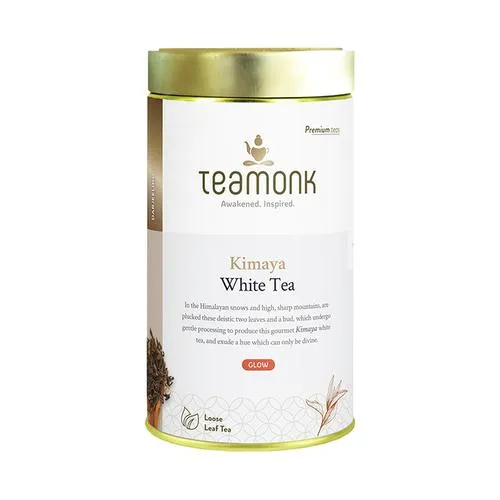 Premium teas
teamonk
Awakened. Inspired.
DARJEELING
Kimaya
White Tea
In the Himalayan snows and high, sharp mountains, are
plucked these deistic two leaves and a bud, which undergo
gentle processing to produce this gourmet Kimaya white
tea, and exude a hue which can only be divine.
GLOW
Loose
Leaf Tea